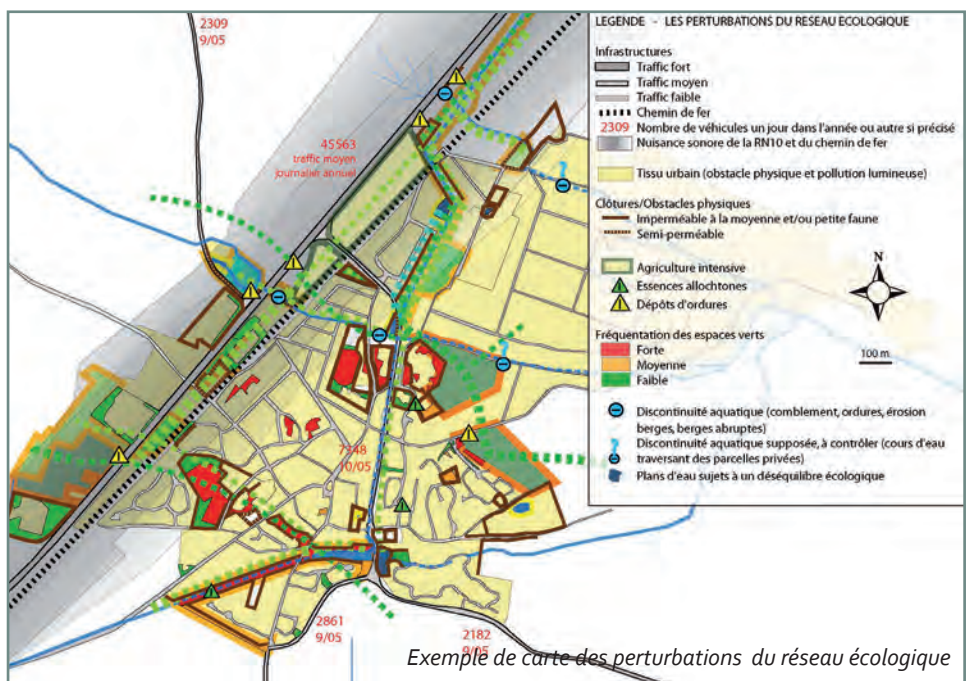 2309
9/05
45 563
traffic moyen
journalier annuel
7748
10/05
2861
9/05
2182
9/05
LEGENDE - LES PERTURBATIONS DU RESEAU ECOLOGIQUE
Infrastructures
Traffic fort
Traffic moyen
Traffic faible
Chemin de fer
2309 Nombre de véhicules un jour dans l'année ou autre si précisé
Nuisance sonore de la RN10 et du chemin de fer
Tissu urbain (obstacle physique et pollution lumineuse)
Clôtures/Obstacles physiques
Imperméable à la moyenne et/ou petite faune
Semi-perméable
Agriculture intensive
Essences allochtones
Dépôts d'ordures
N
100 m
Fréquentation des espaces verts
Forte
Moyenne
Faible
Discontinuité aquatique (comblement, ordures, érosion
berges, berges abruptes)
Discontinuité aquatique supposée, à contrôler (cours d'eau
traversant des parcelles privées)
Plans d'eau sujets à un déséquilibre écologique
Exemple de carte des perturbations du réseau écologique